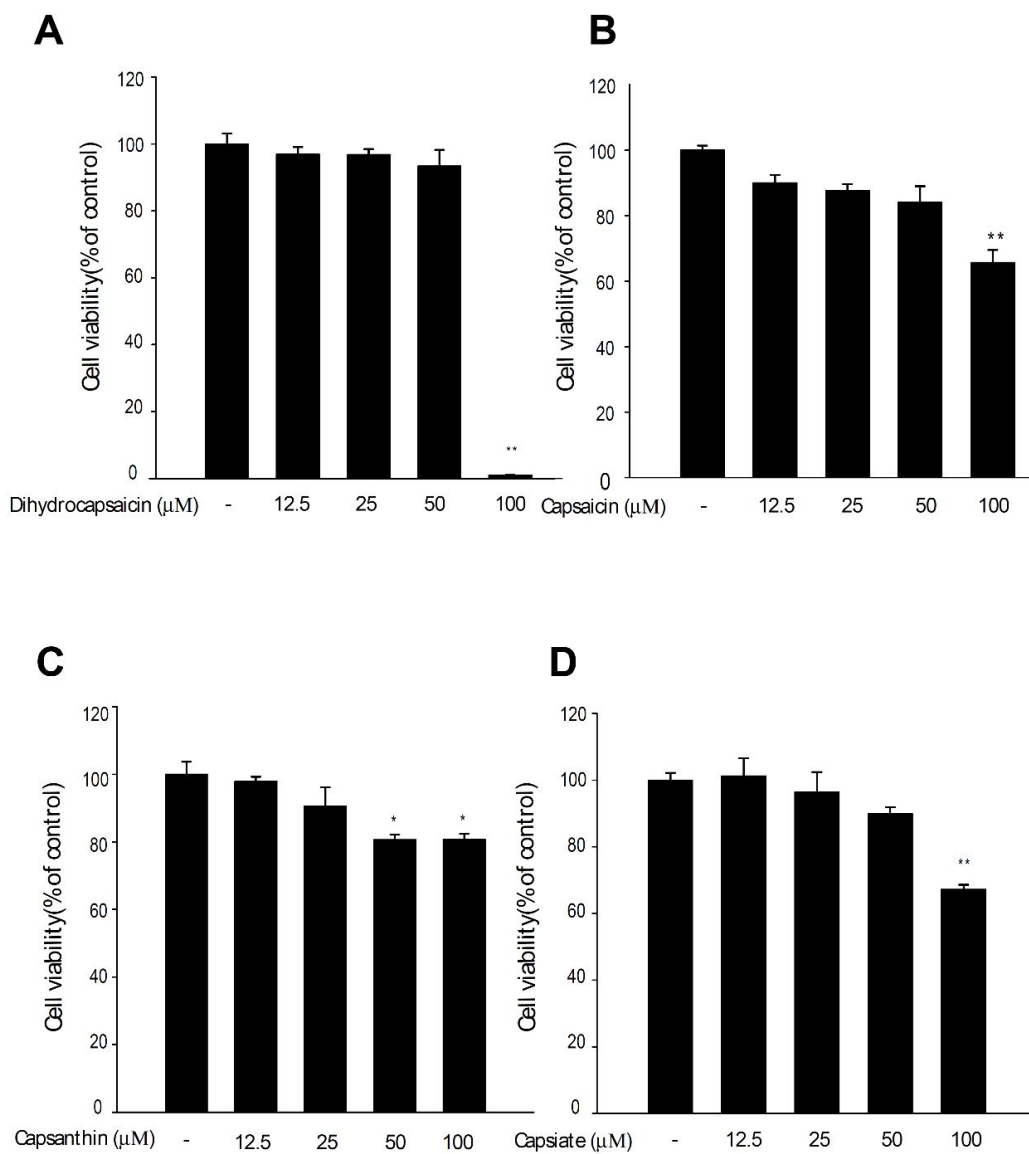 A
120
100
80
60
40
20
0
Cell viability(% of control)
**
Dihydrocapsaicin (µM) - 12.5 25 50 100
B
120
100
80
60
40
20
0
Cell viability(% of control)
**
Capsaicin (µM) - 12.5 25 50 100
C
120
100
80
60
40
20
0
Cell viability(% of control)
* *
Capsanthin (µM) - 12.5 25 50 100
D
120
100
80
60
40
20
0
Cell viability(% of control)
**
Capsiate (µM) - 12.5 25 50 100